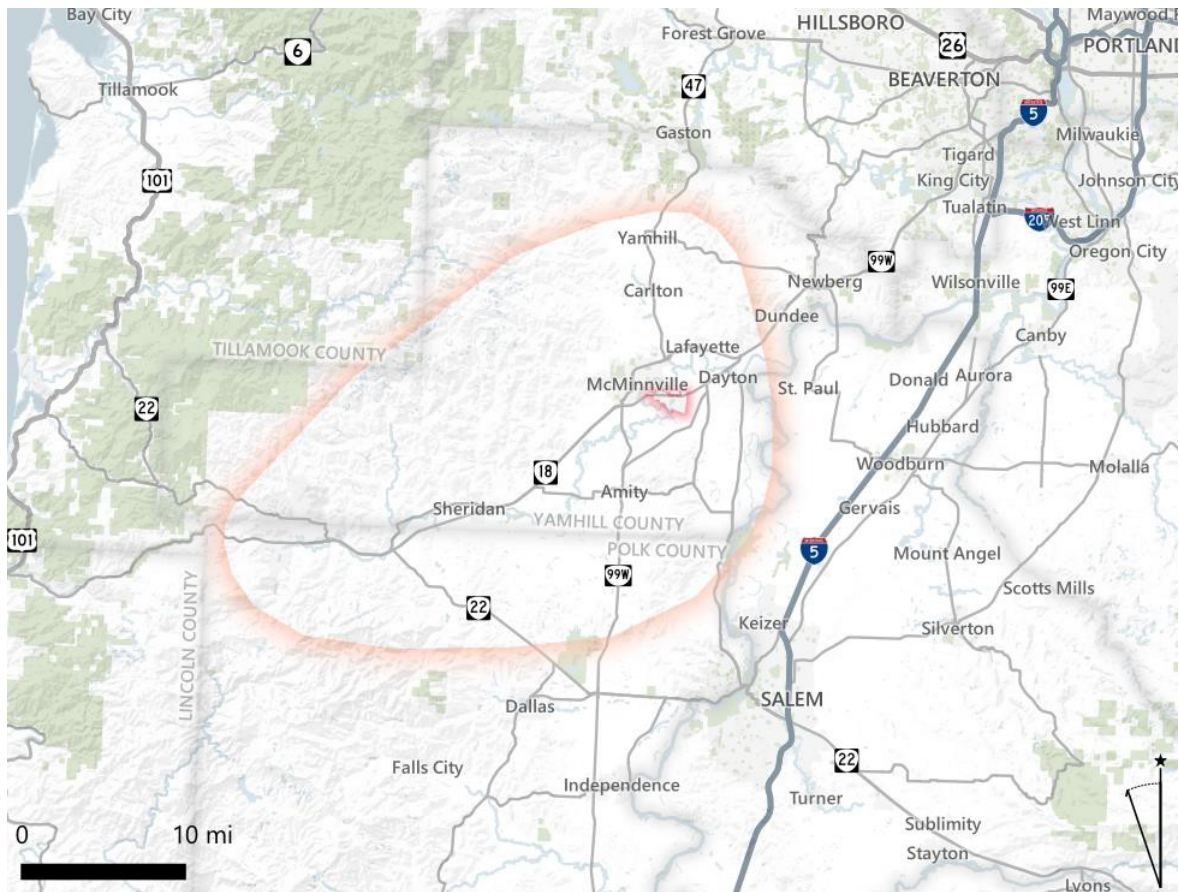 Bay City
HILLSBORO
Maywood P
Forest Grove
26
PORTLAND
6
BEAVERTON
47
Tillamook
5
Gaston
Milwaukie
Tigard
101
King City
Johnson City
Tualatin
205
West Linn
Yamhill
99W
Oregon City
Newberg
Wilsonville
99E
Carlton
Dundee
Canby
Lafayette
TILLAMOOK COUNTY
McMinnville
Dayton
St. Paul
Donald
Aurora
22
Hubbard
18
Woodburn
Molalla
Amity
Sheridan
Gervais
YAMHILL COUNTY
101
POLK COUNTY
5
Mount Angel
99W
Scotts Mills
22
LINCOLN COUNTY
Keizer
Silverton
SALEM
Dallas
22
Falls City
Independence
Turner
0
10 mi
Sublimity
Stayton
Lyons